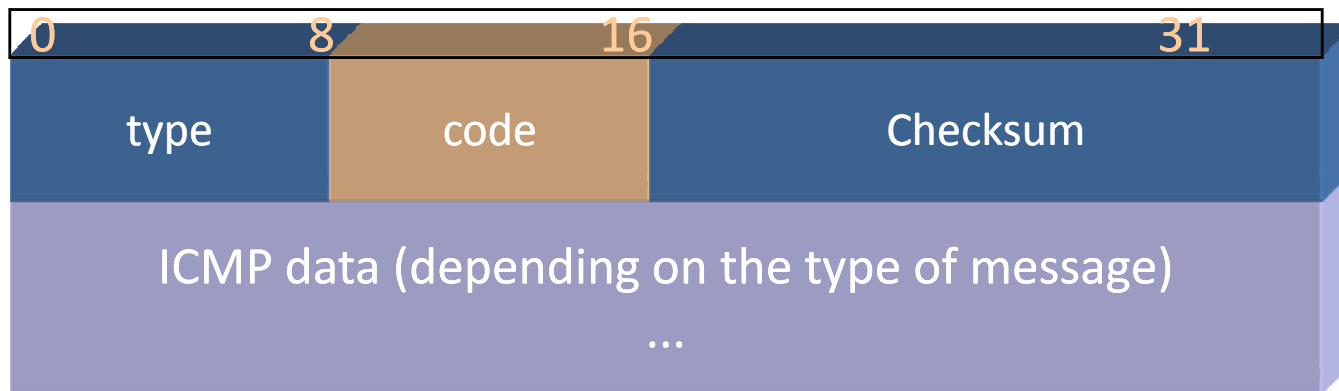 0 8 16 31
type code Checksum
ICMP data (depending on the type of message)
...